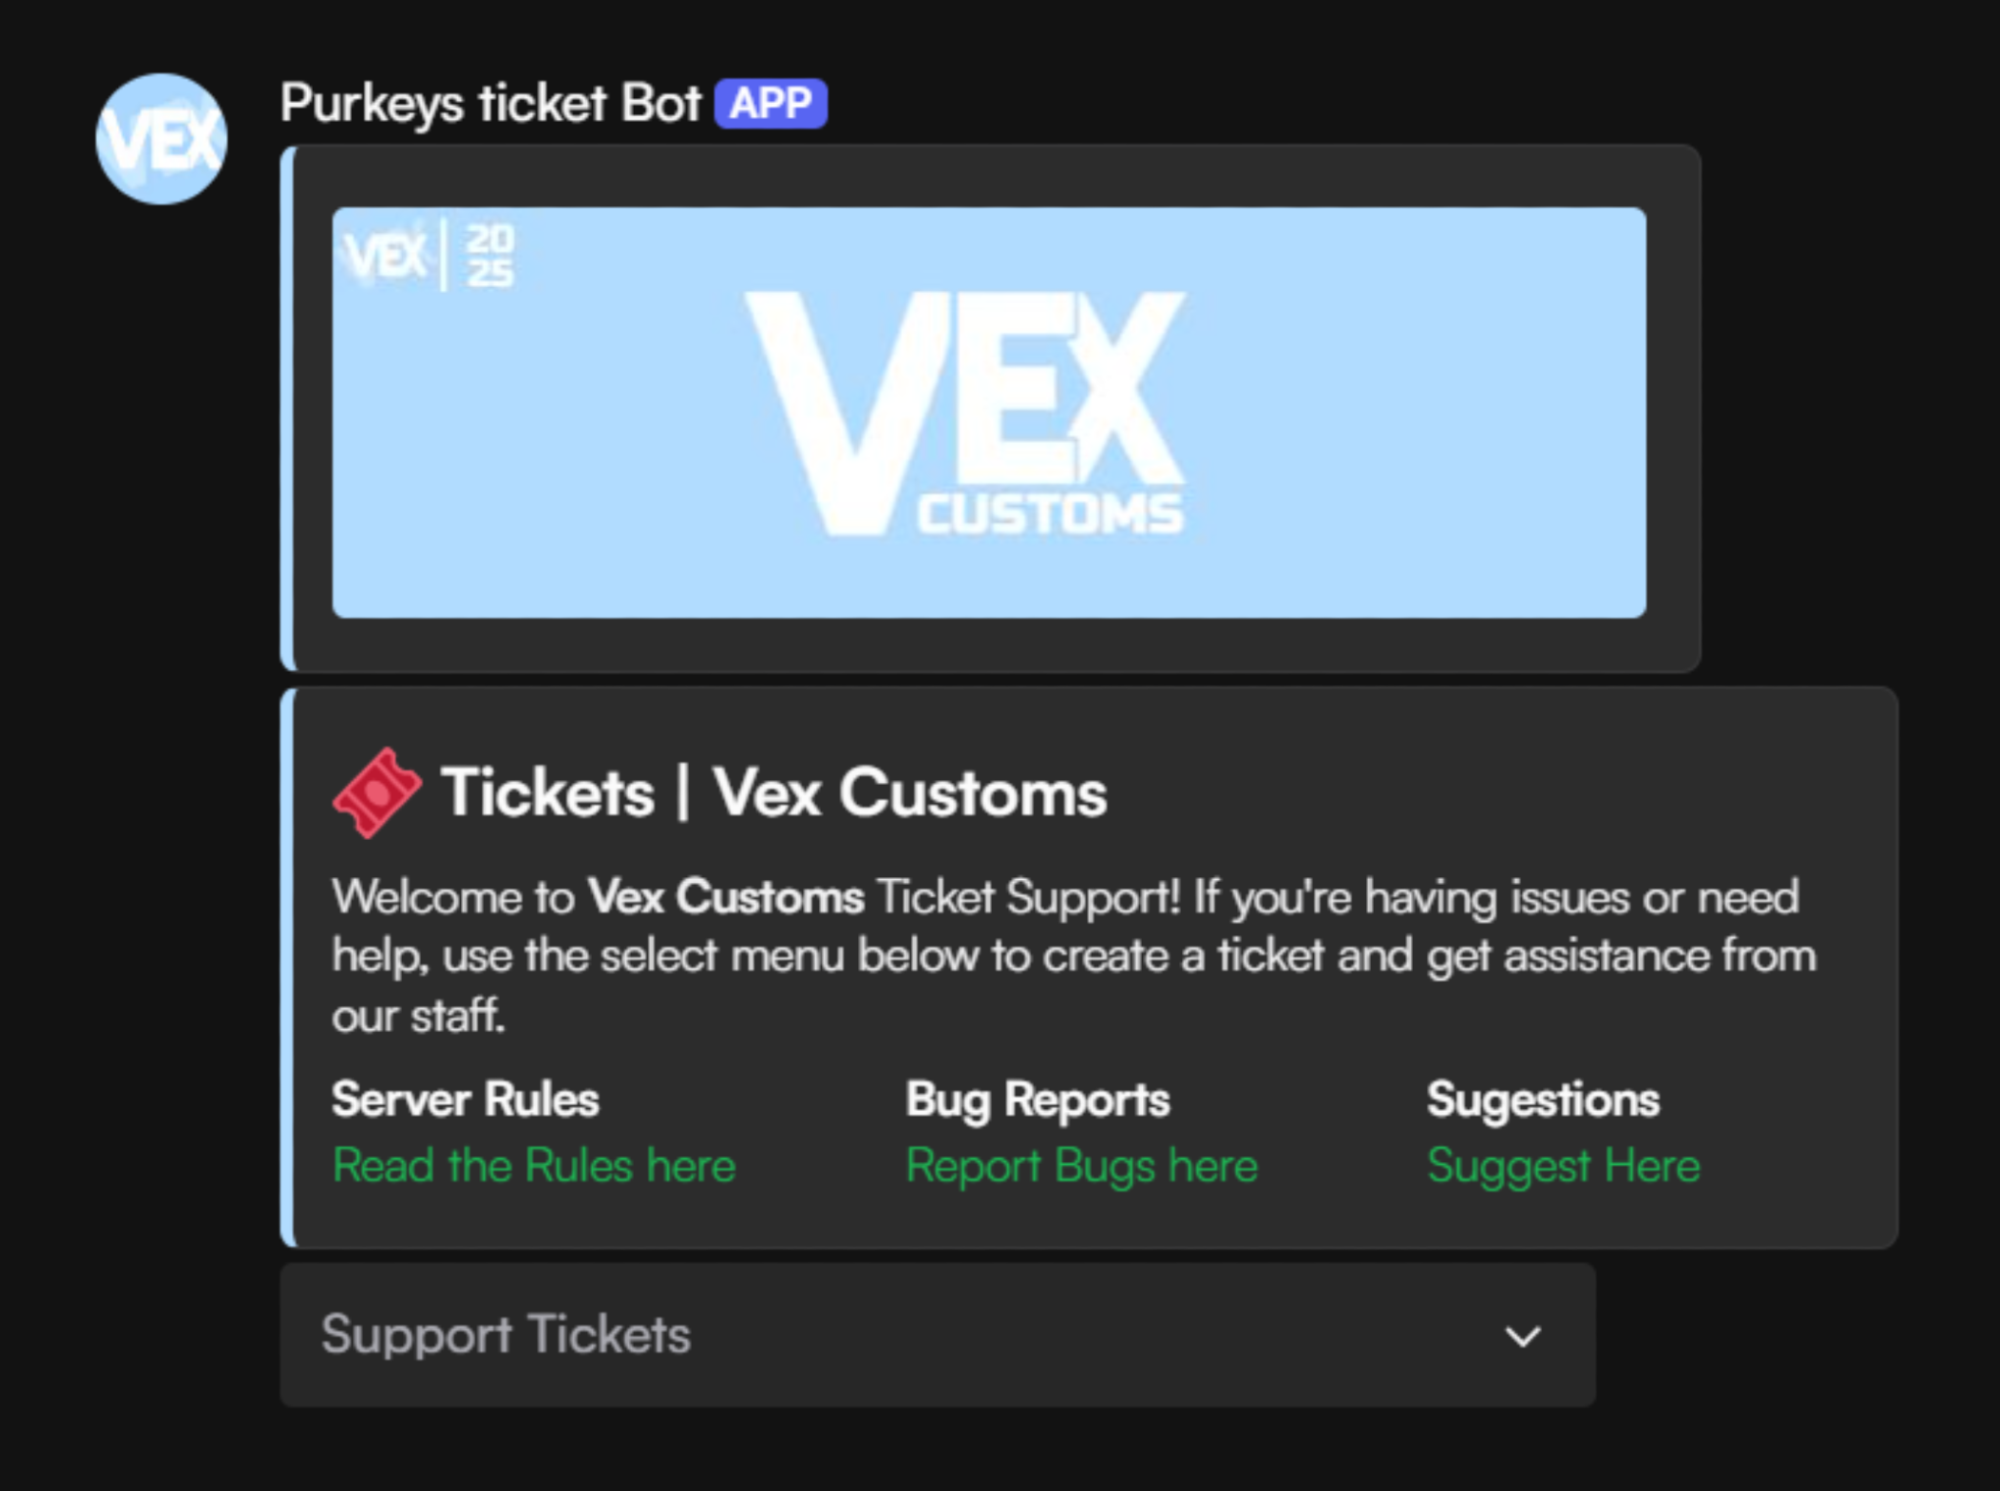 VEX
Purkeys ticket Bot APP
VEX | 20
25
VEX
CUSTOMS
Tickets | Vex Customs
Welcome to Vex Customs Ticket Support! If you're having issues or need
help, use the select menu below to create a ticket and get assistance from
our staff.
Server Rules
Read the Rules here
Bug Reports
Report Bugs here
Sugestions
Suggest Here
Support Tickets